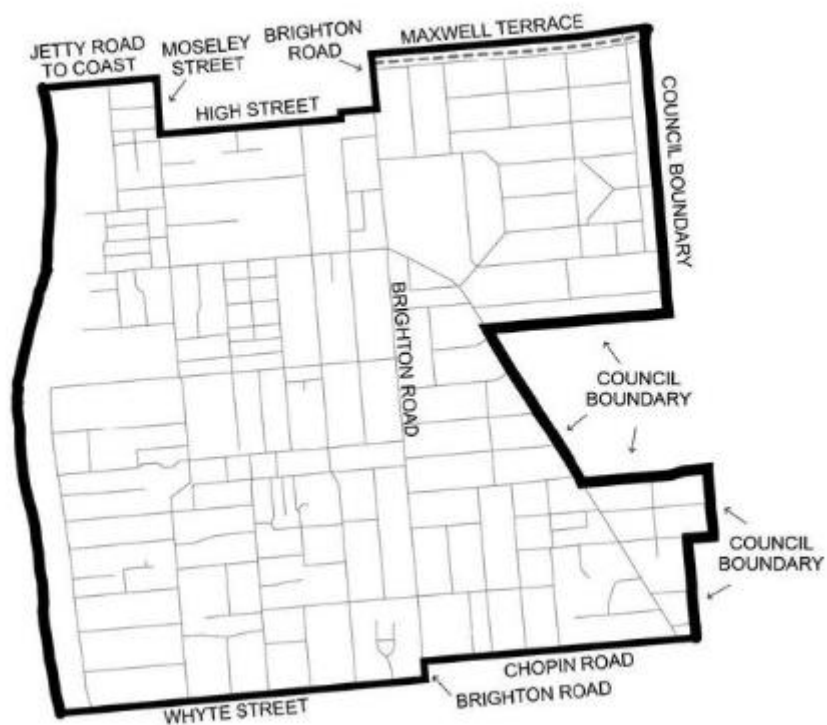 JETTY ROAD
TO COAST
MOSELEY
STREET
BRIGHTON
ROAD
MAXWELL TERRACE
HIGH STREET
COUNCIL BOUNDARY
BRIGHTON ROAD
COUNCIL
BOUNDARY
COUNCIL
BOUNDARY
CHOPIN ROAD
BRIGHTON ROAD
WHYTE STREET